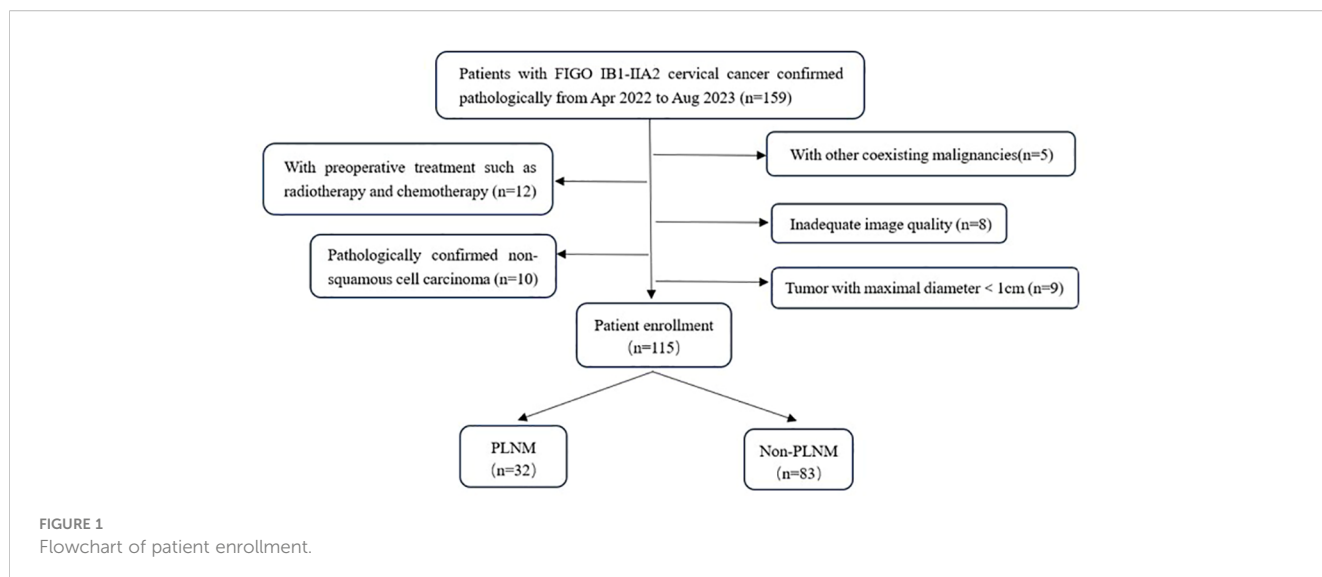 Patients with FIGO IB1-IIA2 cervical cancer confirmed
pathologically from Apr 2022 to Aug 2023 (n=159)
With preoperative treatment such as
radiotherapy and chemotherapy (n=12)
With other coexisting malignancies(n=5)
Inadequate image quality (n=8)
Pathologically confirmed non-
squamous cell carcinoma (n=10)
Tumor with maximal diameter < 1cm (n=9)
Patient enrollment
(n=115)
PLNM
(n=32)
Non-PLNM
(n=83)
FIGURE 1
Flowchart of patient enrollment.